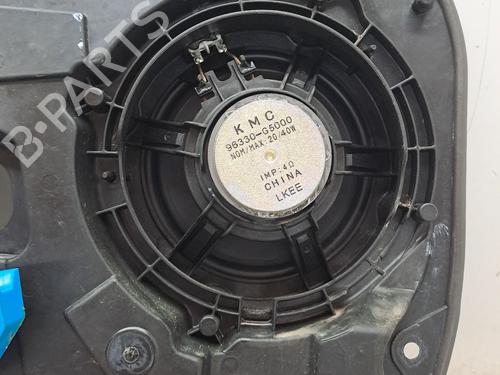 B-PARTS
KMC
96330-G5000
NOM/MAX:20/40W
IMP:4Ω
CHINA
LKEE